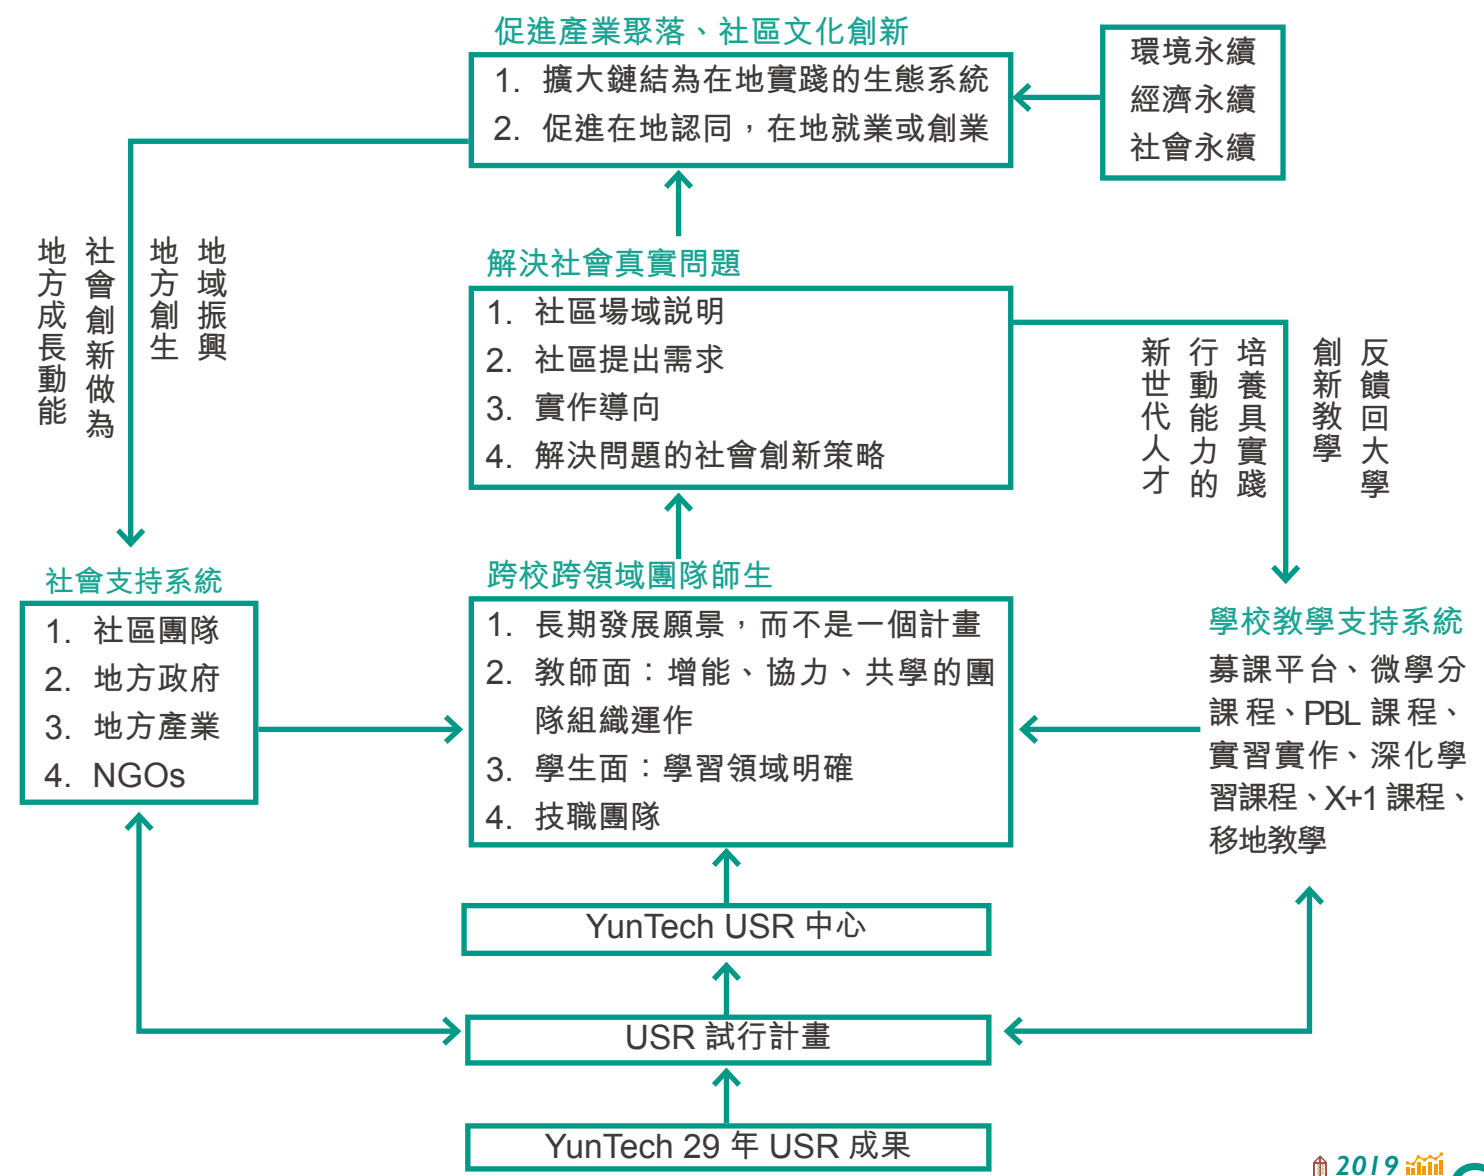 促進產業聚落、社區文化創新
1. 擴大鏈結為在地實踐的生態系統
2. 促進在地認同，在地就業或創業
環境永續
經濟永續
社會永續
地域振興
地方創生
社會創新做為
地方成長動能
解決社會真實問題
1. 社區場域説明
2. 社區提出需求
3. 實作導向
4. 解決問題的社會創新策略
反饋回大學
創新教學
培養具實踐
行動能力的
新世代人才
社會支持系統
1. 社區團隊
2. 地方政府
3. 地方產業
4. NGOs
跨校跨領域團隊師生
1. 長期發展願景，而不是一個計畫
2. 教師面：增能、協力、共學的團
隊組織運作
3. 學生面：學習領域明確
4. 技職團隊
學校教學支持系統
募課平台、微學分
課程、PBL 課程、
實習實作、深化學
習課程、X+1 課程、
移地教學
YunTech USR 中心
USR 試行計畫
YunTech 29 年 USR 成果
2019